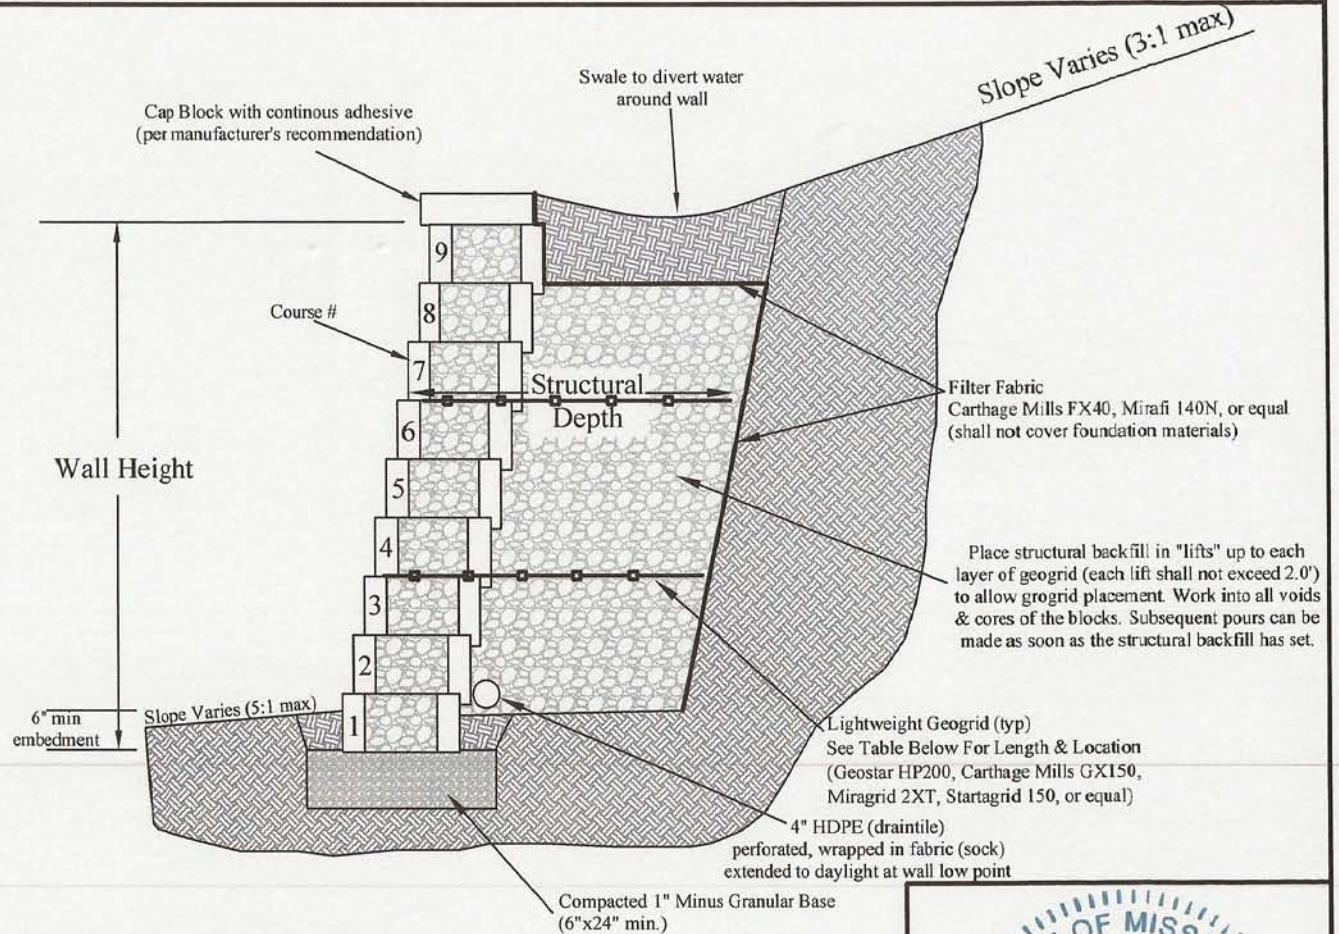 Slope Varies (3:1 max)
Swale to divert water
around wall
Cap Block with continous adhesive
(per manufacturer's recommendation)
9
8
Course #
7
Structural
Depth
Filter Fabric
Carthage Mills FX40, Mirafi 140N, or equal
(shall not cover foundation materials)
6
Wall Height
5
4
Place structural backfill in "lifts" up to each
layer of geogrid (each lift shall not exceed 2.0')
to allow grogrid placement. Work into all voids
& cores of the blocks. Subsequent pours can be
made as soon as the structural backfill has set.
3
2
1
6" min
embedment
Slope Varies (5:1 max)
Lightweight Geogrid (typ)
See Table Below For Length & Location
(Geostar HP200, Carthage Mills GX150,
Miragrid 2XT, Startagrid 150, or equal)
4" HDPE (draintile)
perforated, wrapped in fabric (sock)
extended to daylight at wall low point
Compacted 1" Minus Granular Base
(6"x24" min.)
OF MISS